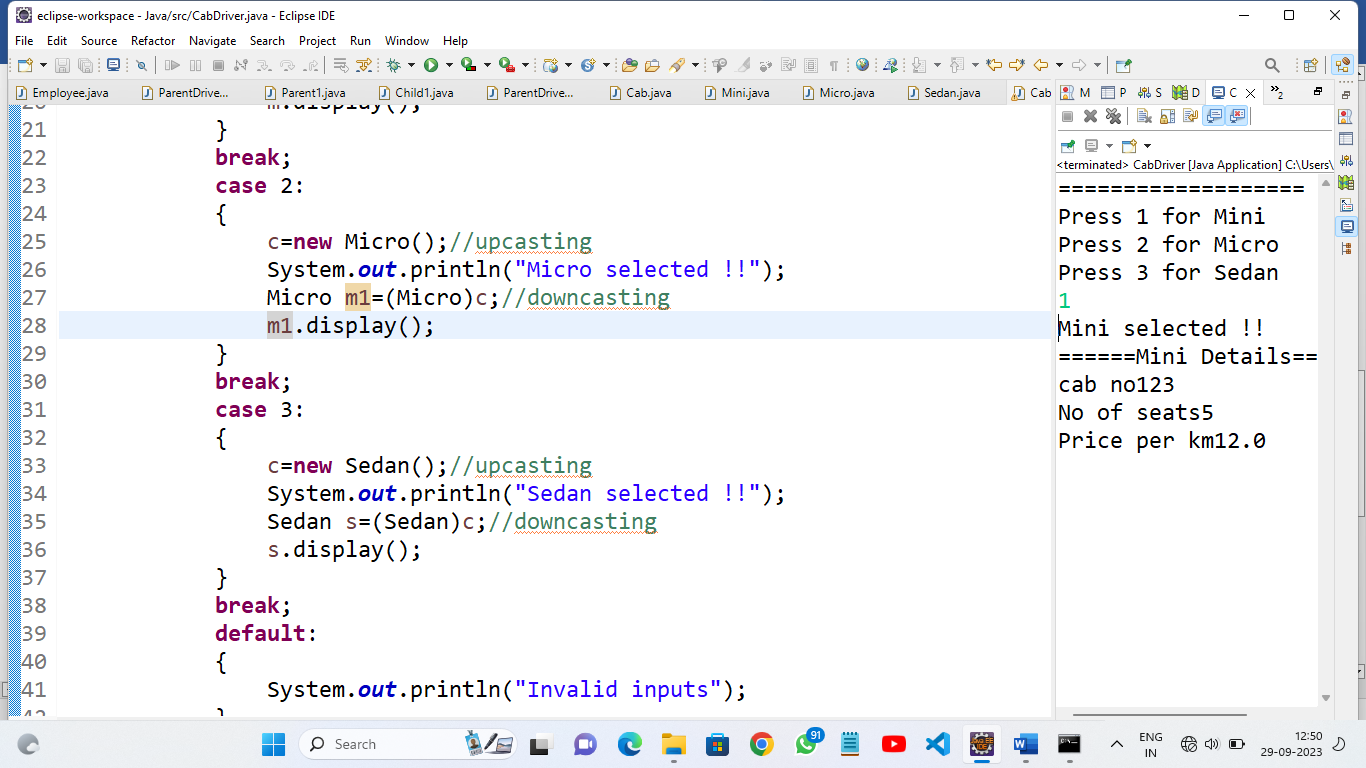 eclipse-workspace - Java/src/CabDriver.java - Eclipse IDE
File Edit Source Refactor Navigate Search Project Run Window Help
Employee.java ParentDrive... Parent1.java Child1.java ParentDrive... Cab.java Mini.java Micro.java Sedan.java Cab M P S D C »2
m.display();
21 }
22 break;
23 case 2:
24 {
25 c=new Micro();//upcasting
26 System.out.println("Micro selected !!");
27 Micro m1=(Micro)c;//downcasting
28 m1.display();
29 }
30 break;
31 case 3:
32 {
33 c=new Sedan();//upcasting
34 System.out.println("Sedan selected !!");
35 Sedan s=(Sedan)c;//downcasting
36 s.display();
37 }
38 break;
39 default:
40 {
41 System.out.println("Invalid inputs");
<terminated> CabDriver [Java Application] C:\Users\
===================
Press 1 for Mini
Press 2 for Micro
Press 3 for Sedan
1
Mini selected !!
======Mini Details==
cab no123
No of seats5
Price per km12.0
Search
91
ENG
IN
12:50
29-09-2023